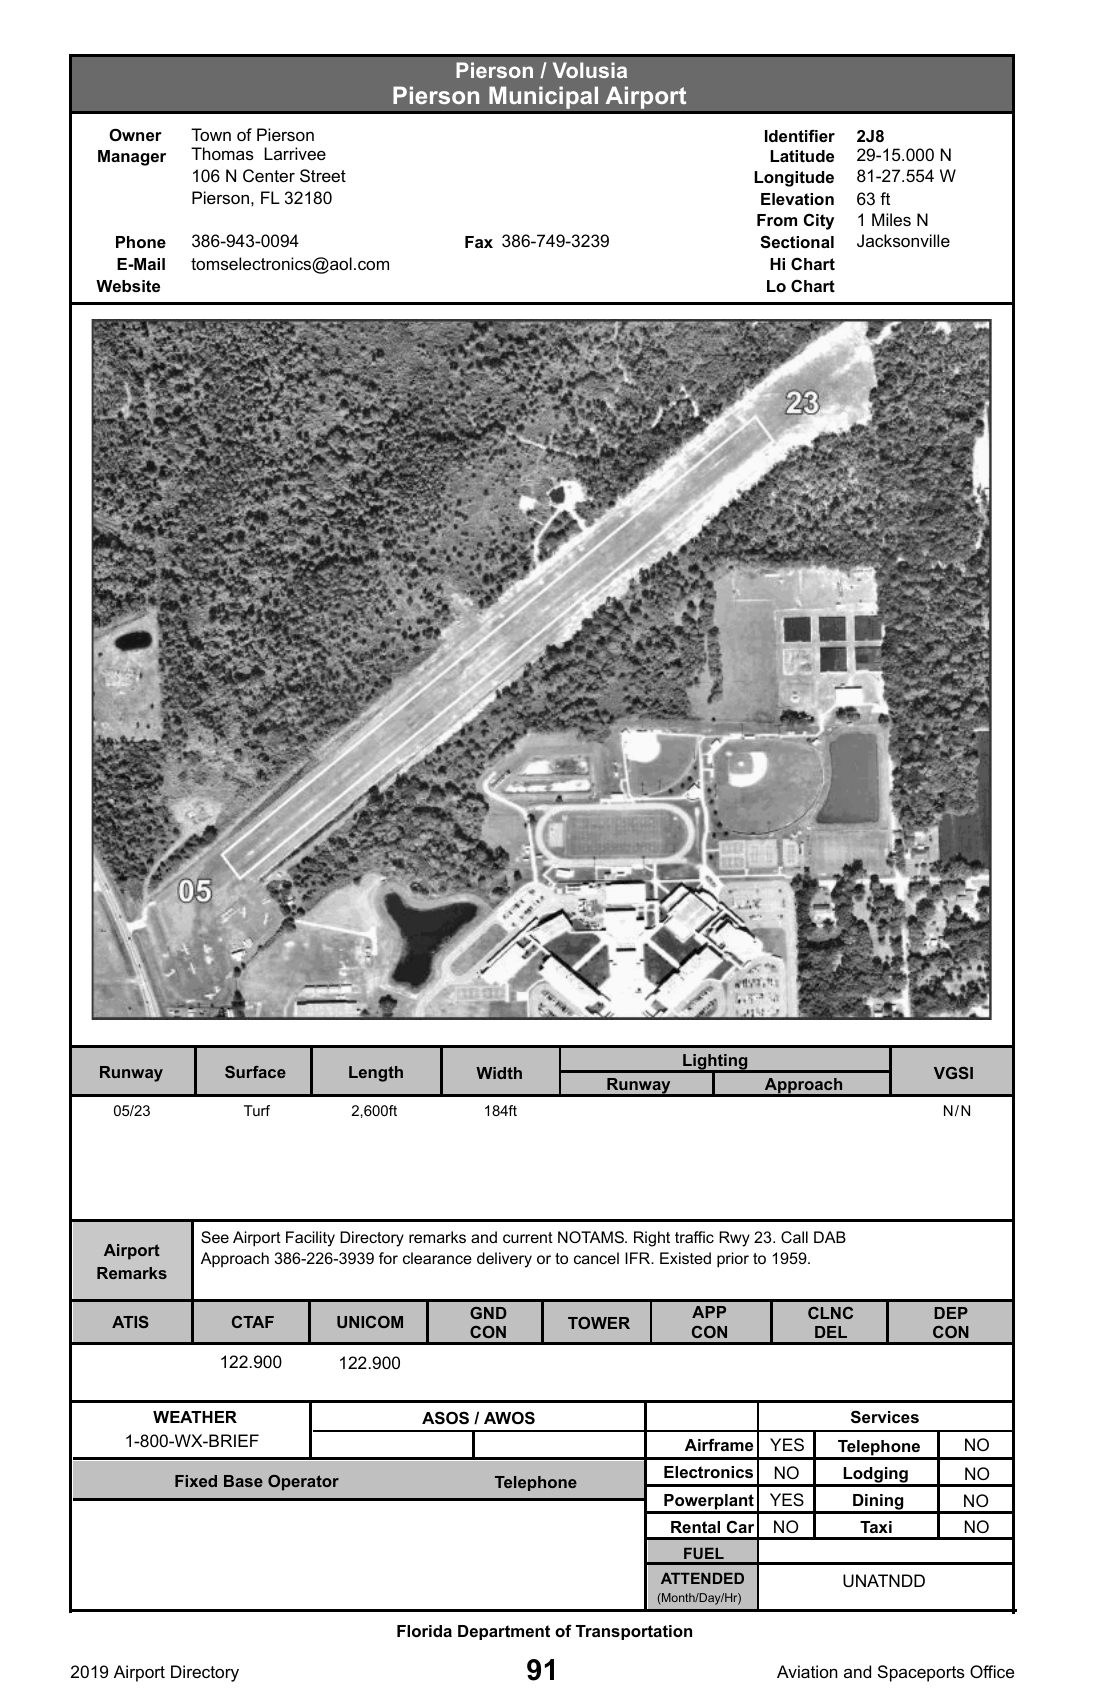 Pierson / Volusia
Pierson Municipal Airport
Owner Town of Pierson
Manager Thomas Larrivee
106 N Center Street
Pierson, FL 32180
Phone 386-943-0094 Fax 386-749-3239
E-Mail tomselectronics@aol.com
Website
Identifier 2J8
Latitude 29-15.000 N
Longitude 81-27.554 W
Elevation 63 ft
From City 1 Miles N
Sectional Jacksonville
Hi Chart
Lo Chart
23
05
Runway Surface Length Width Lighting VGSI
Runway Approach
05/23 Turf 2,600ft 184ft N/N
Airport
Remarks
See Airport Facility Directory remarks and current NOTAMS. Right traffic Rwy 23. Call DAB
Approach 386-226-3939 for clearance delivery or to cancel IFR. Existed prior to 1959.
ATIS CTAF UNICOM GND CON TOWER APP CON CLNC DEL DEP CON
122.900 122.900
WEATHER ASOS / AWOS Services
1-800-WX-BRIEF
Airframe YES Telephone NO
Electronics NO Lodging NO
Powerplant YES Dining NO
Rental Car NO Taxi NO
Fixed Base Operator Telephone
FUEL
ATTENDED UNATNDD
(Month/Day/Hr)
Florida Department of Transportation
2019 Airport Directory 91 Aviation and Spaceports Office